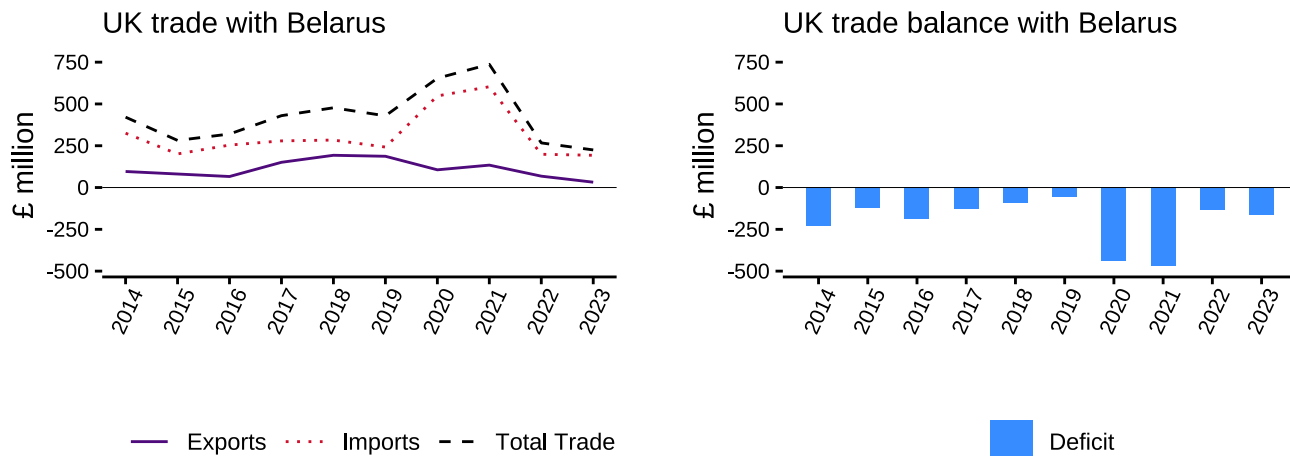 UK trade with Belarus
£ million
750
500
250
0
-250
-500
2014 2015 2016 2017 2018 2019 2020 2021 2022 2023
Exports Imports Total Trade
UK trade balance with Belarus
£ million
750
500
250
0
-250
-500
2014 2015 2016 2017 2018 2019 2020 2021 2022 2023
Deficit